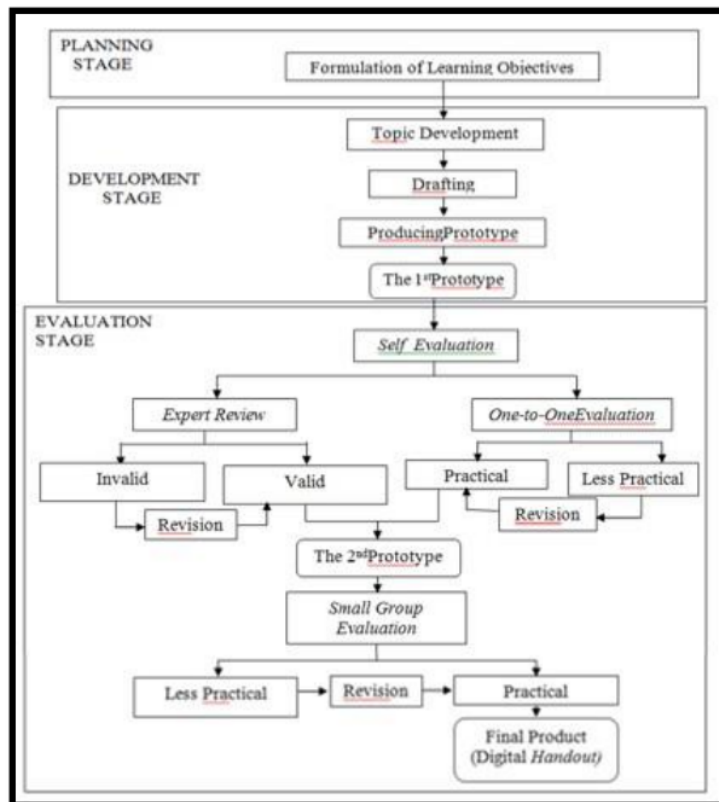 PLANNING
STAGE
Formulation of Learning Objectives
DEVELOPMENT
STAGE
Topic Development
Drafting
ProducingPrototype
The 1stPrototype
EVALUATION
STAGE
Self Evaluation
Expert Review
One-to-OneEvaluation
Invalid
Valid
Practical
Less Practical
Revision
Revision
The 2ndPrototype
Small Group
Evaluation
Less Practical
Revision
Practical
Final Product
(Digital Handout)